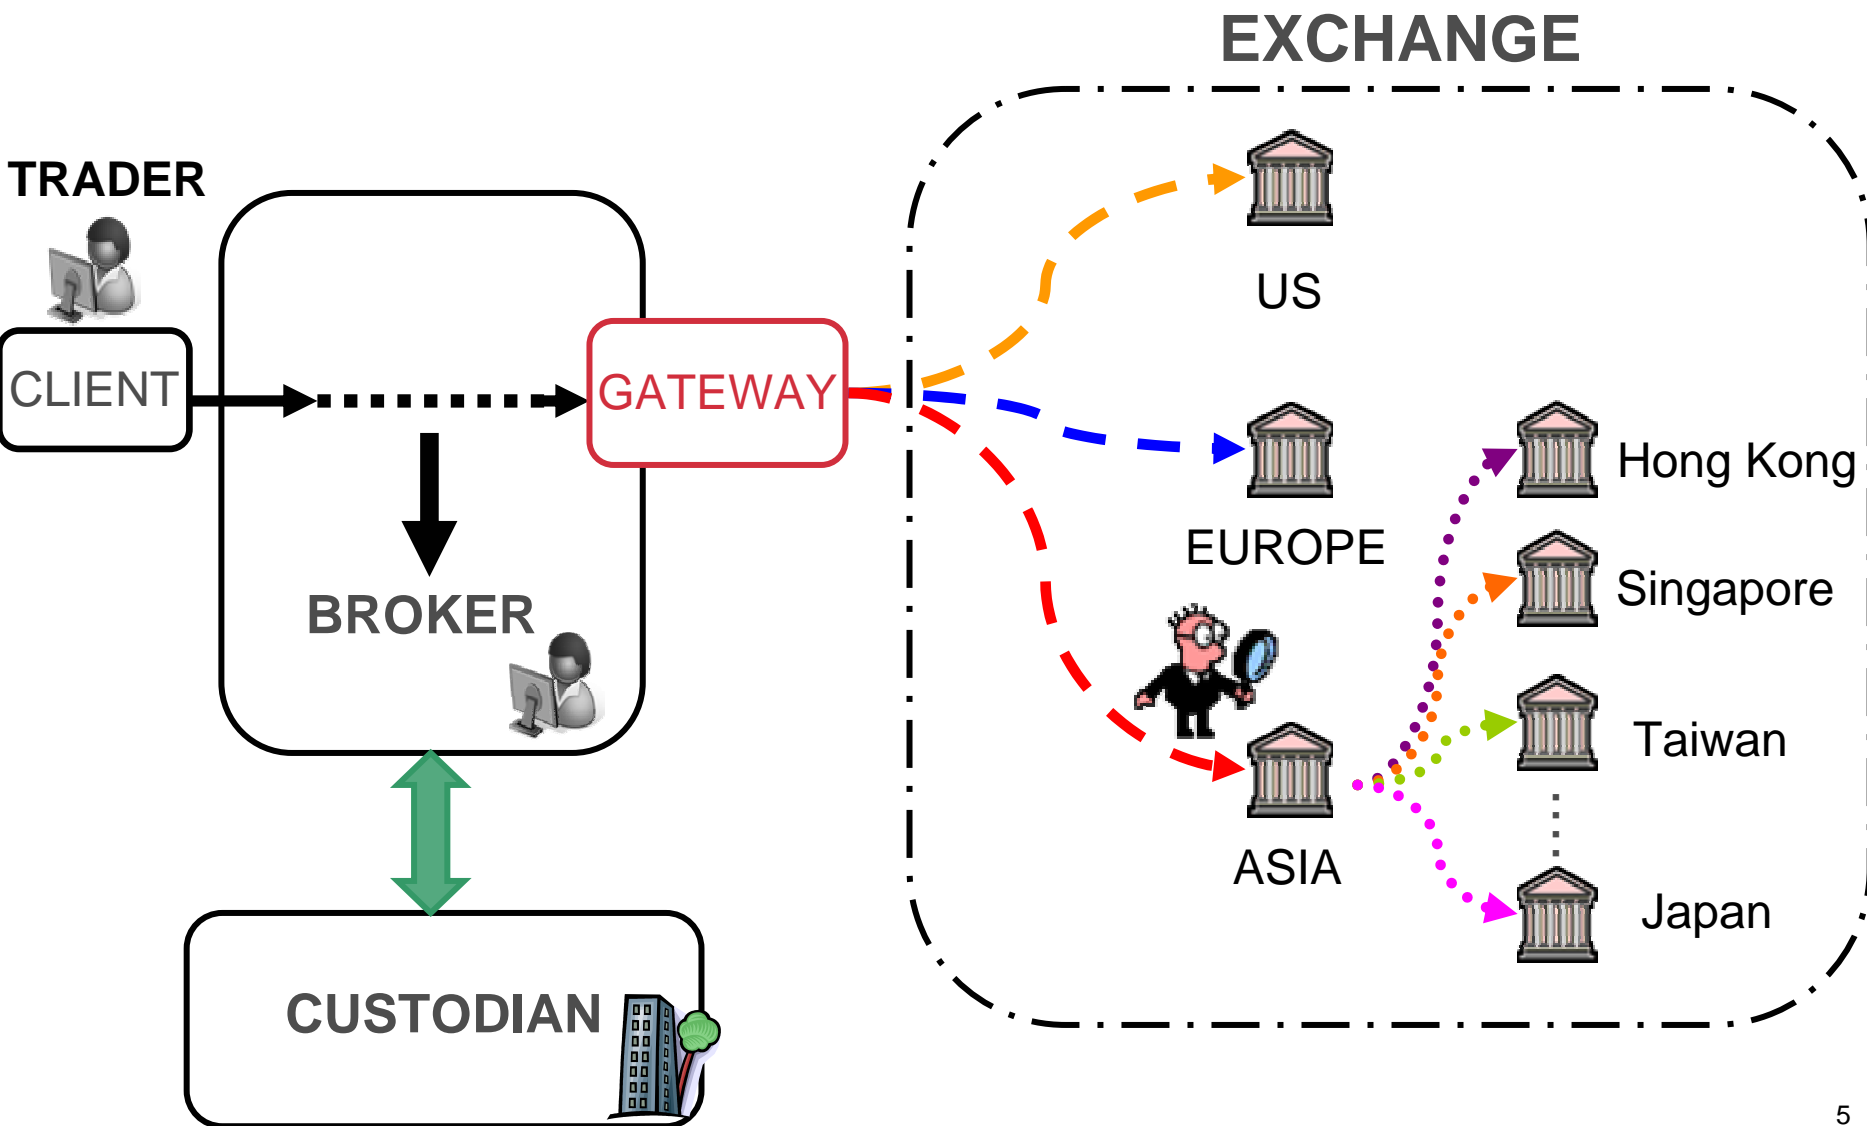 EXCHANGE
TRADER
CLIENT
GATEWAY
BROKER
CUSTODIAN
US
EUROPE
ASIA
Hong Kong
Singapore
Taiwan
Japan
5